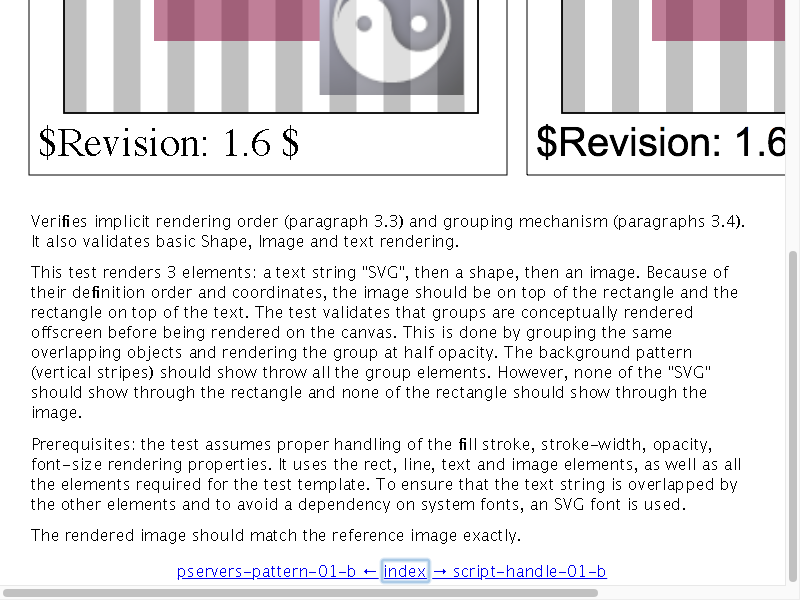 $Revision: 1.6 $
$Revision: 1.6
Verifies implicit rendering order (paragraph 3.3) and grouping mechanism (paragraphs 3.4).
It also validates basic Shape, Image and text rendering.
This test renders 3 elements: a text string "SVG", then a shape, then an image. Because of
their definition order and coordinates, the image should be on top of the rectangle and the
rectangle on top of the text. The test validates that groups are conceptually rendered
offscreen before being rendered on the canvas. This is done by grouping the same
overlapping objects and rendering the group at half opacity. The background pattern
(vertical stripes) should show throw all the group elements. However, none of the "SVG"
should show through the rectangle and none of the rectangle should show through the
image.
Prerequisites: the test assumes proper handling of the fill stroke, stroke-width, opacity,
font-size rendering properties. It uses the rect, line, text and image elements, as well as all
the elements required for the test template. To ensure that the text string is overlapped by
the other elements and to avoid a dependency on system fonts, an SVG font is used.
The rendered image should match the reference image exactly.
pservers-pattern-01-b ← index → script-handle-01-b